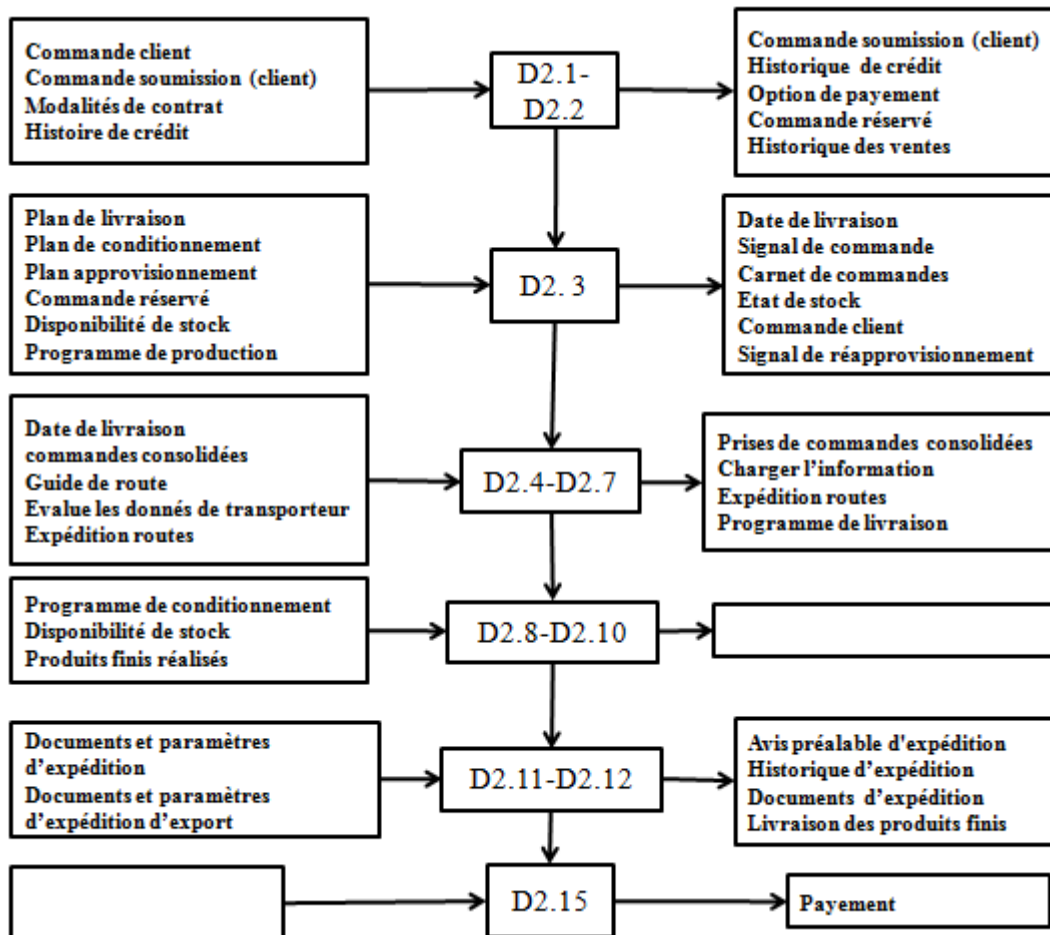 Commande client
Commande soumission (client)
Modalités de contrat
Histoire de crédit
D2.1-
D2.2
Commande soumission (client)
Historique de crédit
Option de payement
Commande réservé
Historique des ventes
Plan de livraison
Plan de conditionnement
Plan approvisionnement
Commande réservé
Disponibilité de stock
Programme de production
D2. 3
Date de livraison
Signal de commande
Carnet de commandes
Etat de stock
Commande client
Signal de réapprovisionnement
Date de livraison
commandes consolidées
Guide de route
Evalue les donnés de transporteur
Expédition routes
D2.4-D2.7
Prises de commandes consolidées
Charger l’information
Expédition routes
Programme de livraison
Programme de conditionnement
Disponibilité de stock
Produits finis réalisés
D2.8-D2.10
Documents et paramètres
d’expédition
Documents et paramètres
d’expédition d’export
D2.11-D2.12
Avis préalable d'expédition
Historique d’expédition
Documents d’expédition
Livraison des produits finis
D2.15
Payement